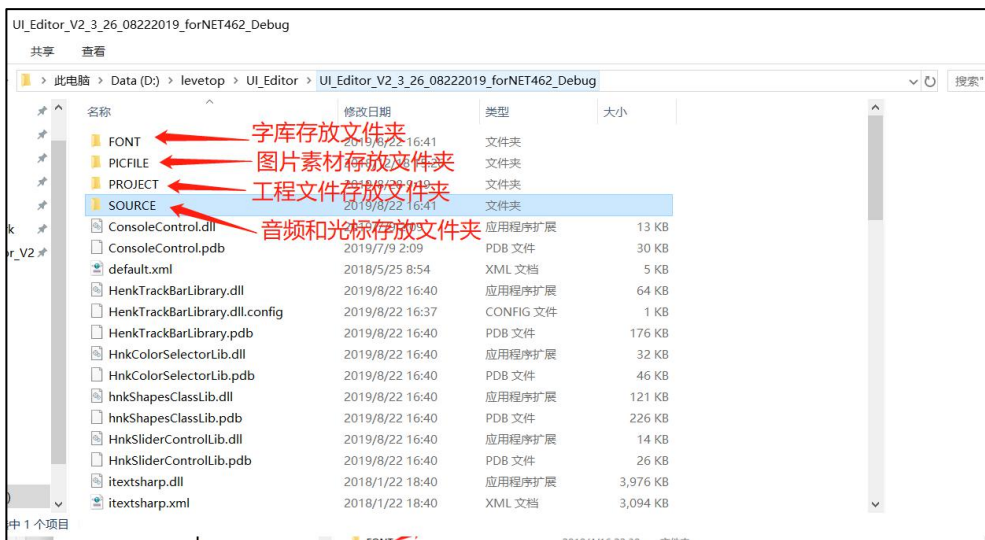 UI_Editor_V2_3_26_08222019_forNET462_Debug
共享 查看
> 此电脑 > Data (D:) > levetop > UI_Editor > UI_Editor_V2_3_26_08222019_forNET462_Debug 搜索"
名称 修改日期 类型 大小
FONT 字库存放文件夹 2019/8/22 16:41 文件夹
PICFILE 图片素材存放文件夹 文件夹
PROJECT 工程文件存放文件夹 文件夹
SOURCE 2019/8/22 16:41 文件夹
ConsoleControl.dll 音频和光标存放文件夹 应用程序扩展 13 KB
ConsoleControl.pdb 2019/7/9 2:09 PDB 文件 30 KB
default.xml 2018/5/25 8:54 XML 文档 5 KB
HenkTrackBarLibrary.dll 2019/8/22 16:40 应用程序扩展 64 KB
HenkTrackBarLibrary.dll.config 2019/8/22 16:37 CONFIG 文件 1 KB
HenkTrackBarLibrary.pdb 2019/8/22 16:40 PDB 文件 176 KB
HnkColorSelectorLib.dll 2019/8/22 16:40 应用程序扩展 32 KB
HnkColorSelectorLib.pdb 2019/8/22 16:40 PDB 文件 46 KB
hnkShapesClassLib.dll 2019/8/22 16:40 应用程序扩展 121 KB
hnkShapesClassLib.pdb 2019/8/22 16:40 PDB 文件 226 KB
HnkSliderControlLib.dll 2019/8/22 16:40 应用程序扩展 14 KB
HnkSliderControlLib.pdb 2019/8/22 16:40 PDB 文件 26 KB
itextsharp.dll 2018/1/22 18:40 应用程序扩展 3,976 KB
itextsharp.xml 2018/1/22 18:40 XML 文档 3,094 KB
k
or_V2
中 1 个项目